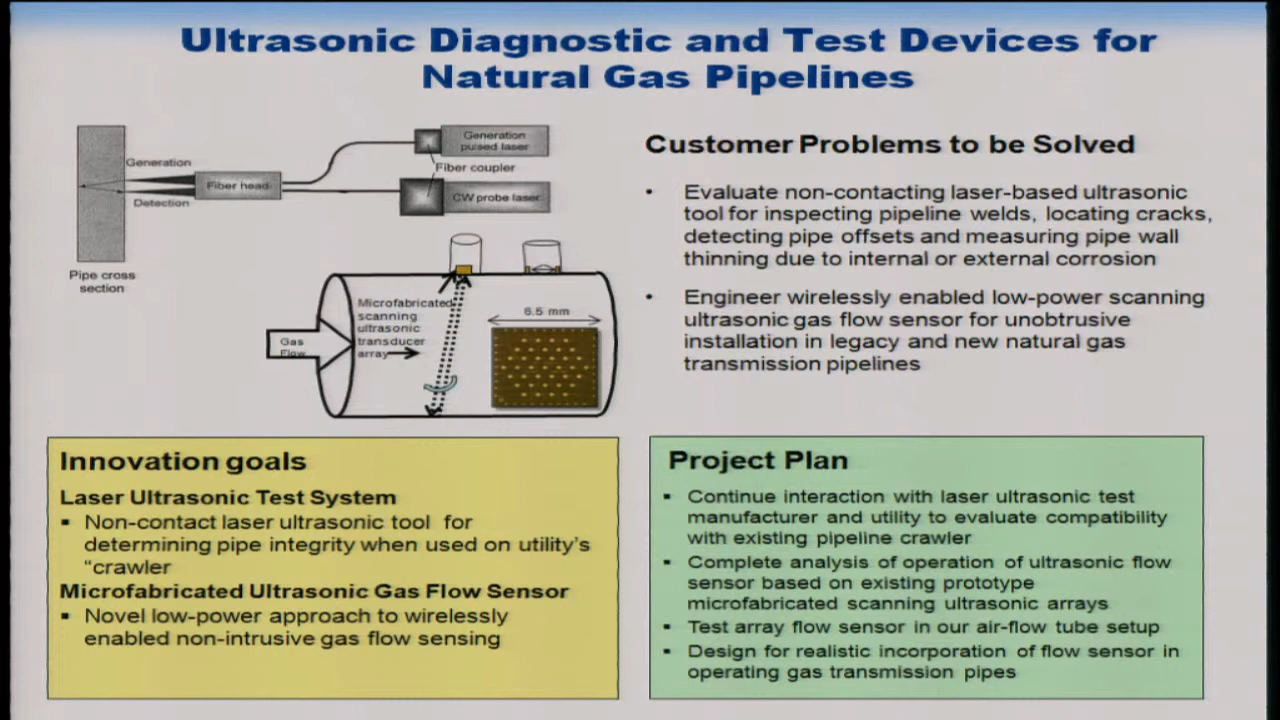 Ultrasonic Diagnostic and Test Devices for
Natural Gas Pipelines
Generation
pulsed laser
Generation
Fiber coupler
Fiber head
Detection
CW probe laser
Pipe cross
section
Microfabricated
scanning
ultrasonic
transducer
array
6.5 mm
Gas
Flow
Customer Problems to be Solved
• Evaluate non-contacting laser-based ultrasonic
tool for inspecting pipeline welds, locating cracks,
detecting pipe offsets and measuring pipe wall
thinning due to internal or external corrosion
• Engineer wirelessly enabled low-power scanning
ultrasonic gas flow sensor for unobtrusive
installation in legacy and new natural gas
transmission pipelines
Innovation goals
Laser Ultrasonic Test System
▪ Non-contact laser ultrasonic tool for
determining pipe integrity when used on utility's
"crawler
Microfabricated Ultrasonic Gas Flow Sensor
▪ Novel low-power approach to wirelessly
enabled non-intrusive gas flow sensing
Project Plan
▪ Continue interaction with laser ultrasonic test
manufacturer and utility to evaluate compatibility
with existing pipeline crawler
▪ Complete analysis of operation of ultrasonic flow
sensor based on existing prototype
microfabricated scanning ultrasonic arrays
▪ Test array flow sensor in our air-flow tube setup
▪ Design for realistic incorporation of flow sensor in
operating gas transmission pipes